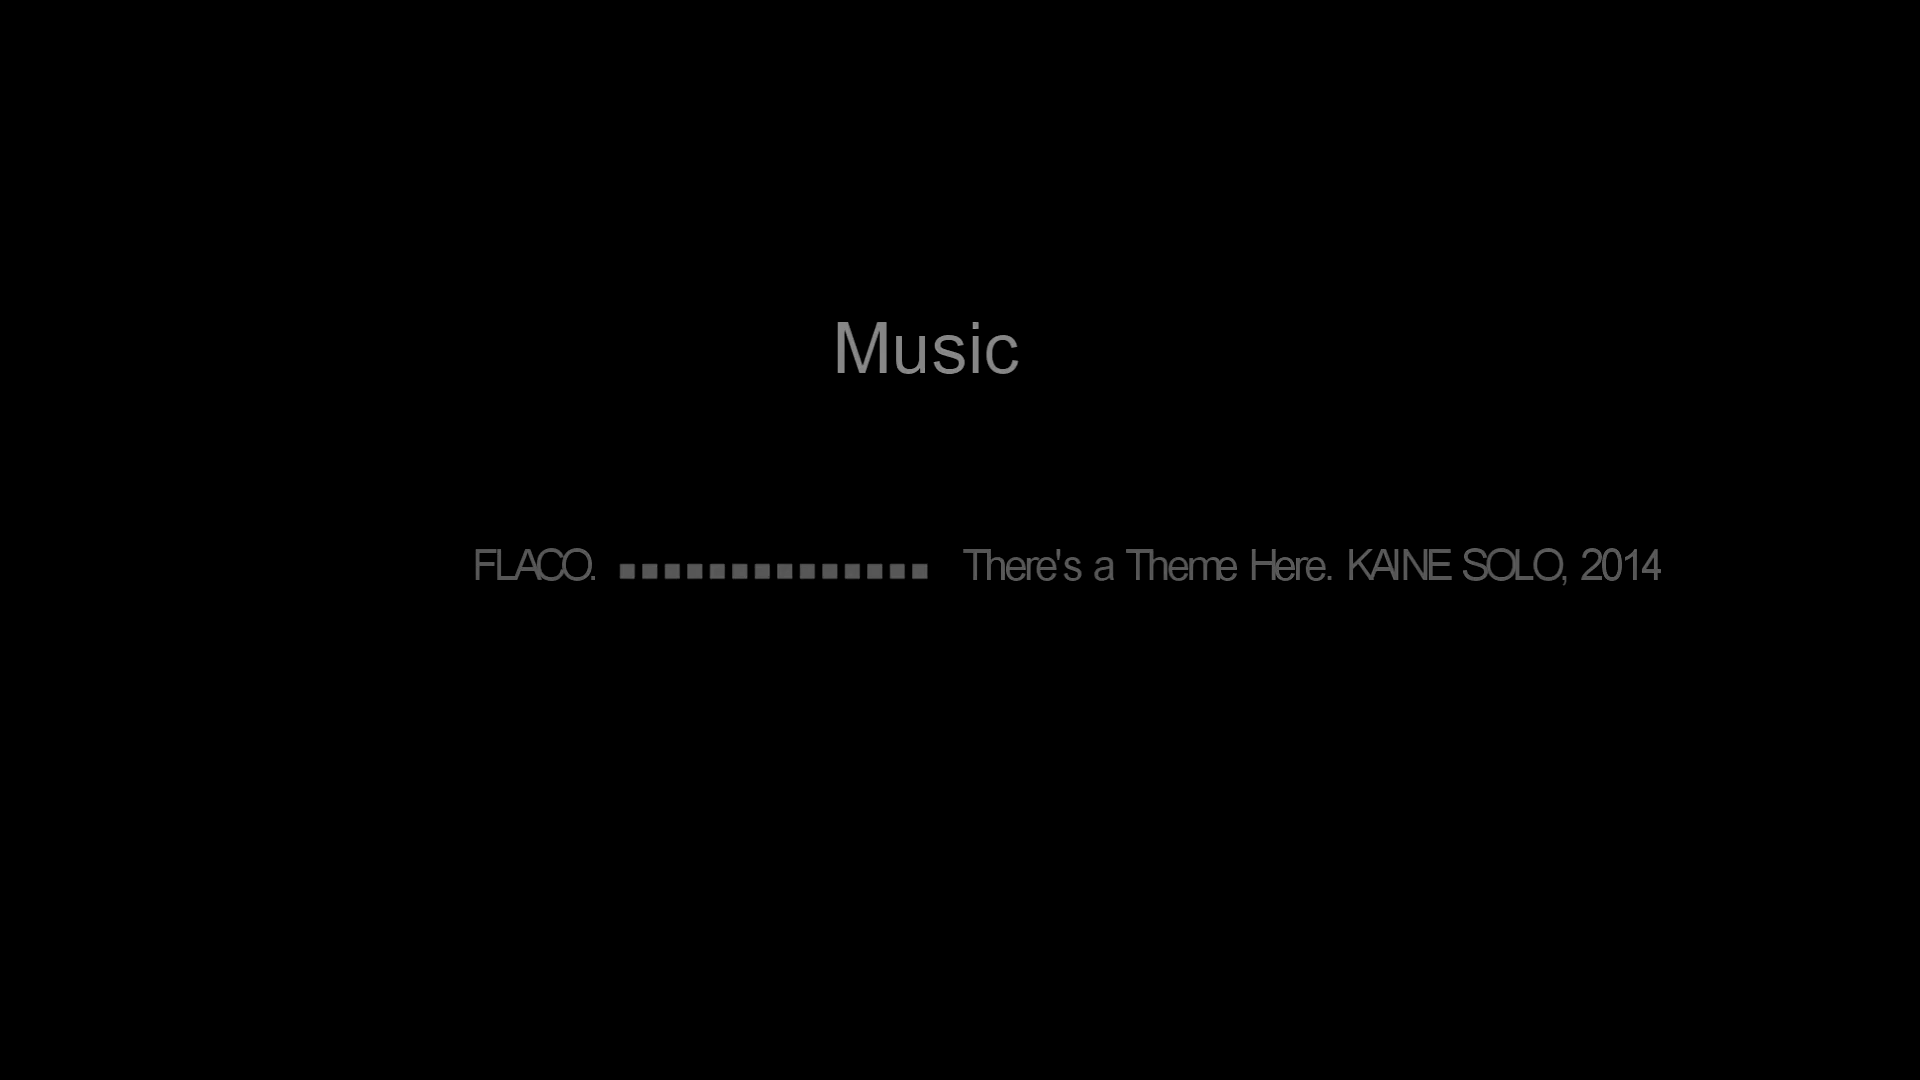 Music
FLACO. ▪▪▪▪▪▪▪▪▪▪▪▪▪▪ There's a Theme Here. KAINE SOLO, 2014